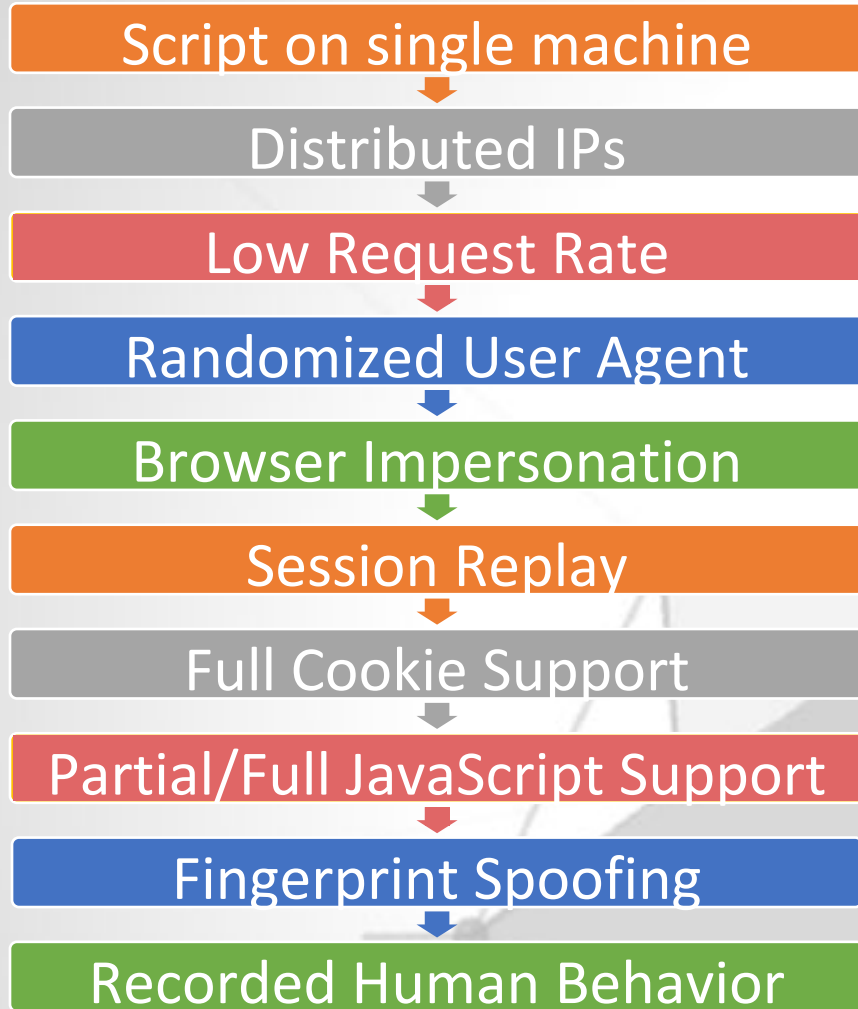 Script on single machine
Distributed IPs
Low Request Rate
Randomized User Agent
Browser Impersonation
Session Replay
Full Cookie Support
Partial/Full JavaScript Support
Fingerprint Spoofing
Recorded Human Behavior